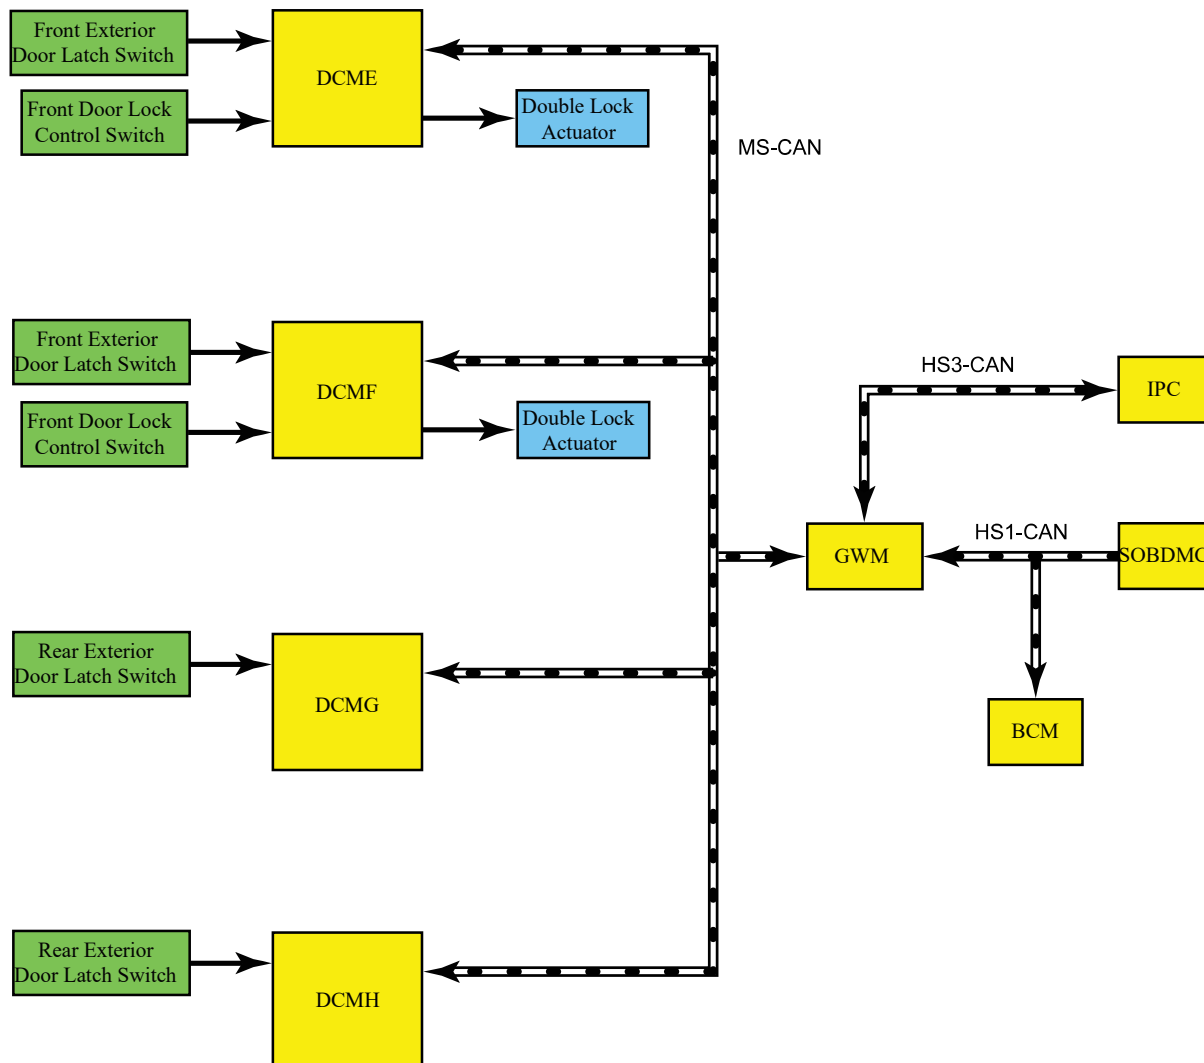 Front Exterior
Door Latch Switch
DCME
Front Door Lock
Control Switch
Double Lock
Actuator
MS-CAN
Front Exterior
Door Latch Switch
DCMF
Front Door Lock
Control Switch
Double Lock
Actuator
HS3-CAN
IPC
HS1-CAN
GWM
SOBDMC
Rear Exterior
Door Latch Switch
DCMG
BCM
Rear Exterior
Door Latch Switch
DCMH